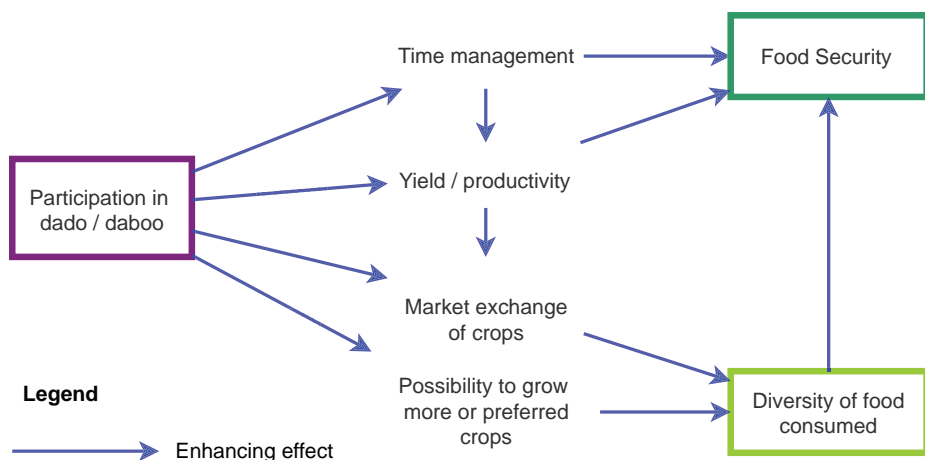 Time management
Food Security
Participation in
dado / daboo
Yield / productivity
Market exchange
of crops
Legend
Possibility to grow
more or preferred
crops
Diversity of food
consumed
Enhancing effect